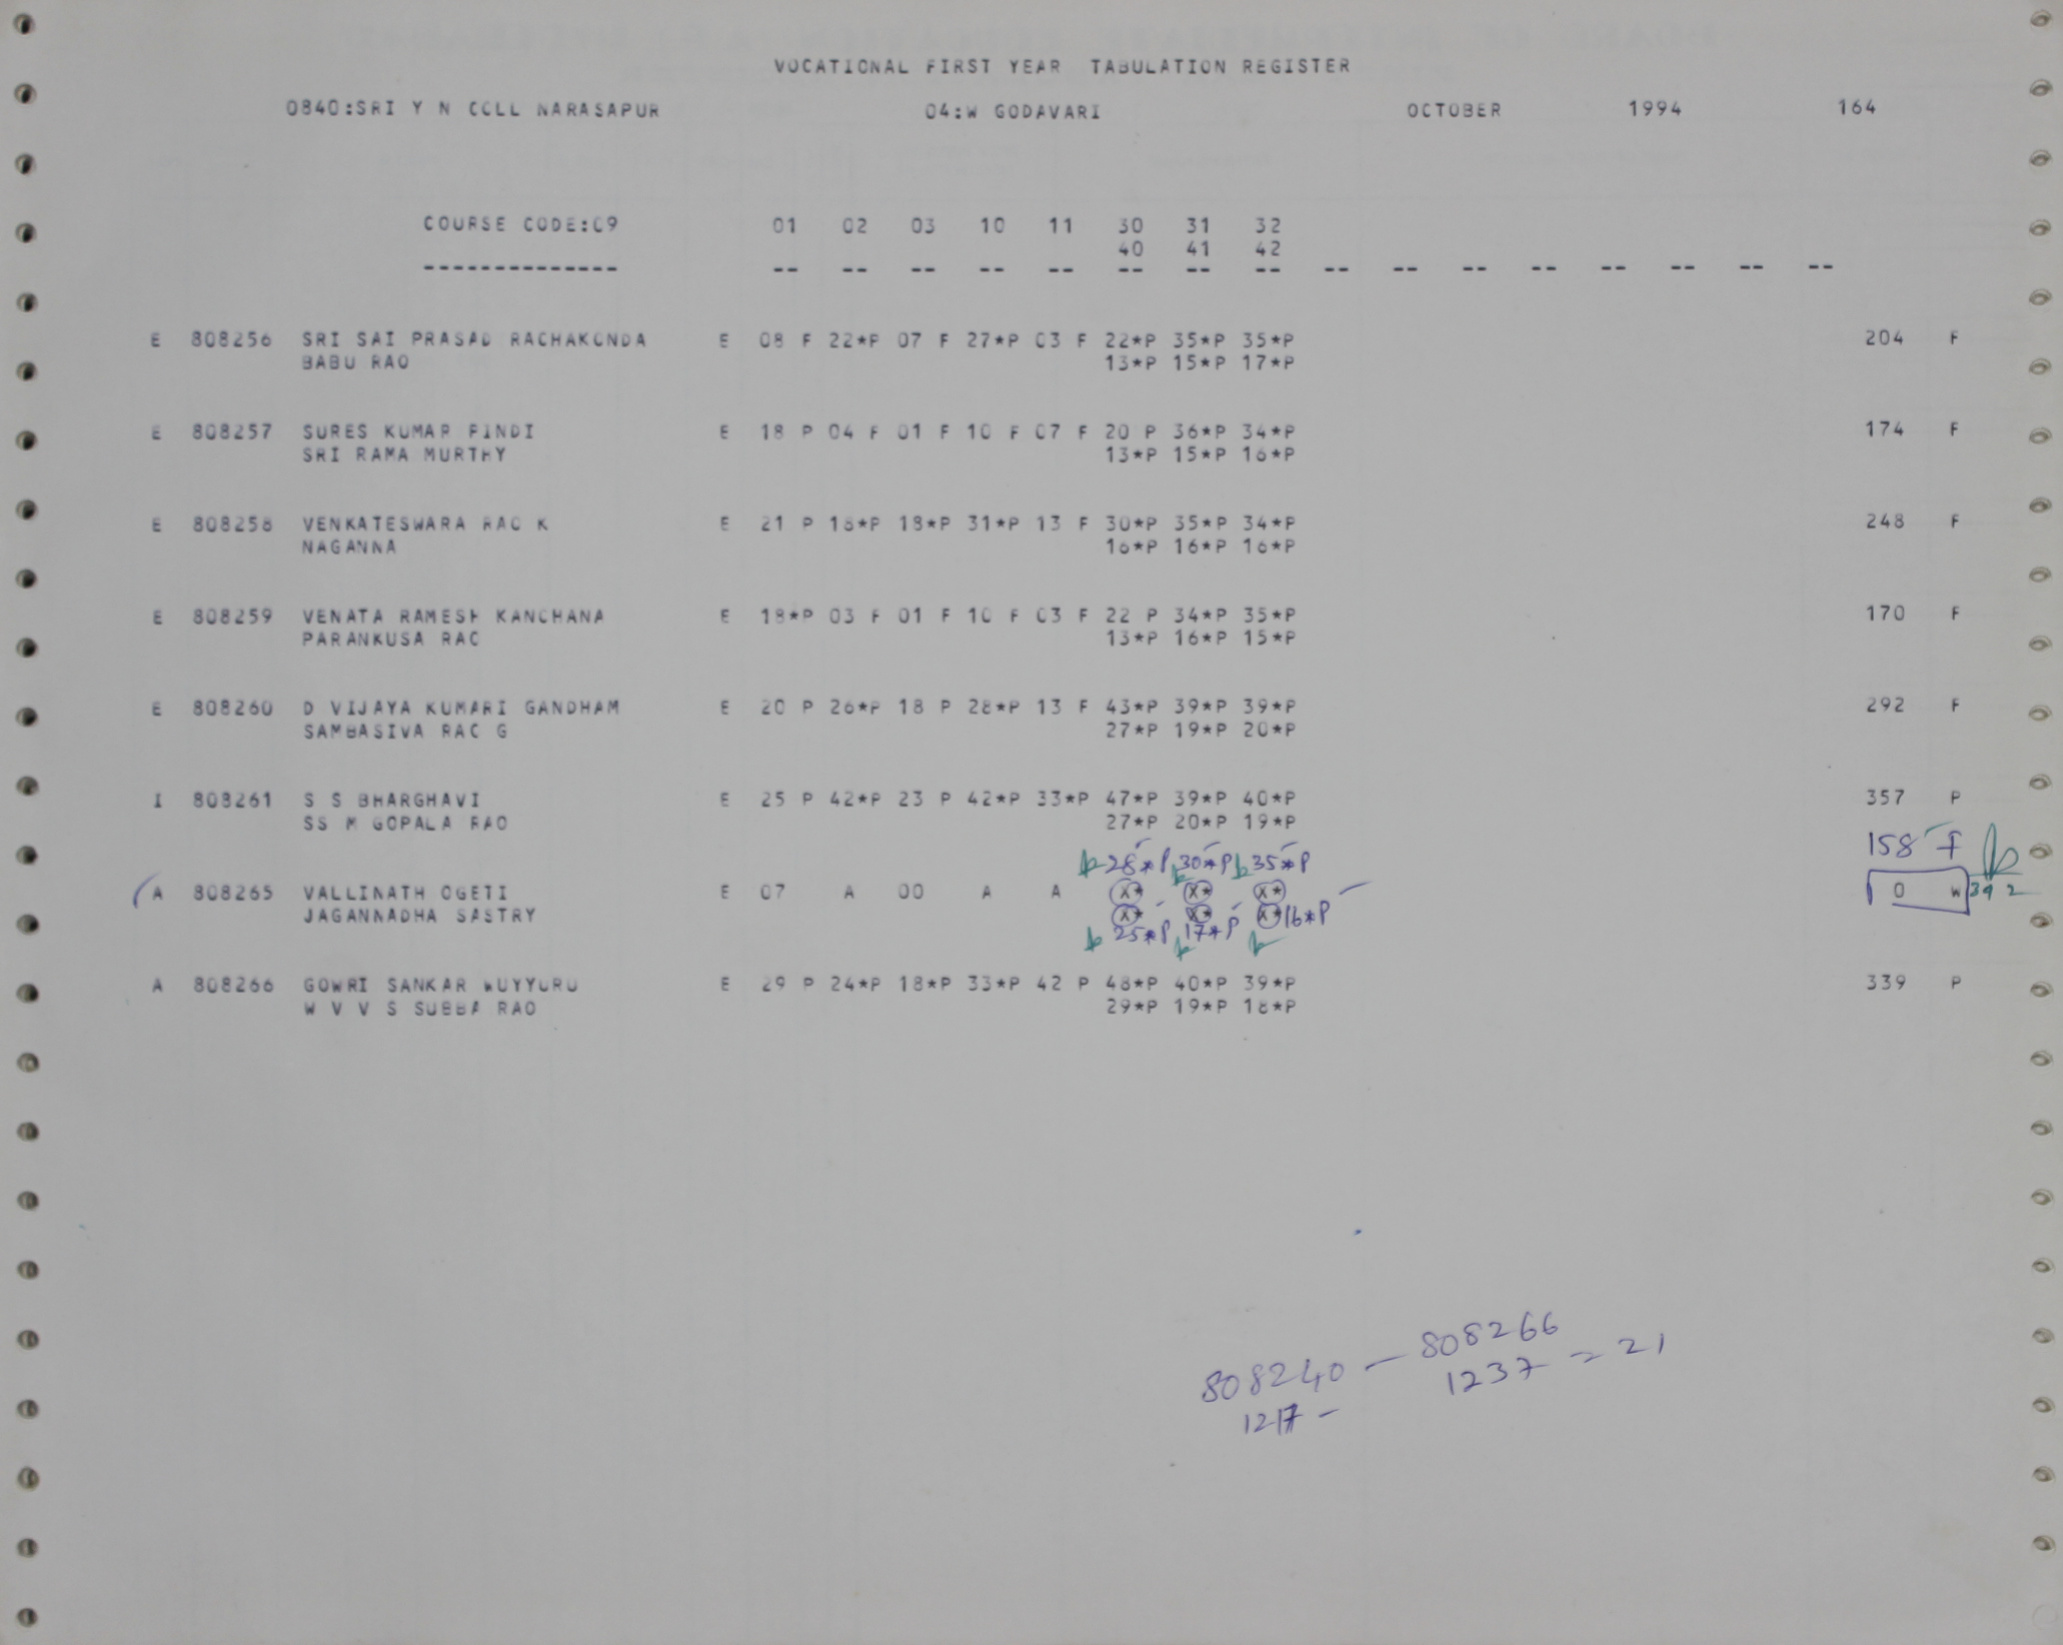 VOCATIONAL FIRST YEAR TABULATION REGISTER
0840:SRI Y N COLL NARASAPUR 04:W GODAVARI OCTOBER 1994 164
COURSE CODE:09 01 02 03 10 11 30 31 32
40 41 42
-------------- -- -- -- -- -- -- -- -- -- -- -- -- -- -- -- --
E 808256 SRI SAI PRASAD RACHAKONDA E 08 F 22*P 07 F 27*P 03 F 22*P 35*P 35*P 204 F
BABU RAO 13*P 15*P 17*P
E 808257 SURES KUMAR PINDI E 18 P 04 F 01 F 10 F 07 F 20 P 36*P 34*P 174 F
SRI RAMA MURTHY 13*P 15*P 16*P
E 808258 VENKATESWARA RAO K E 21 P 18*P 18*P 31*P 13 F 30*P 35*P 34*P 248 F
NAGANNA 16*P 16*P 16*P
E 808259 VENATA RAMESH KANCHANA E 18*P 03 F 01 F 10 F 03 F 22 P 34*P 35*P 170 F
PARANKUSA RAO 13*P 16*P 15*P
E 808260 D VIJAYA KUMARI GANDHAM E 20 P 26*P 18 P 28*P 13 F 43*P 39*P 39*P 292 F
SAMBASIVA RAO G 27*P 19*P 20*P
I 808261 S S BHARGHAVI E 25 P 42*P 23 P 42*P 33*P 47*P 39*P 40*P 357 P
SS M GOPALA RAO 27*P 20*P 19*P
28*P 30*P 35*P 158 F
A 808265 VALLINATH OGETI E 07 A 00 A A X* X* X* 0 W 392
JAGANNADHA SASTRY X* X* X* 16*P
25*P 17*P
A 808266 GOWRI SANKAR WUYYURU E 29 P 24*P 18*P 33*P 42 P 48*P 40*P 39*P 339 P
W V V S SUBBA RAO 29*P 19*P 18*P
808240 — 808266
1217 — 1237 = 21